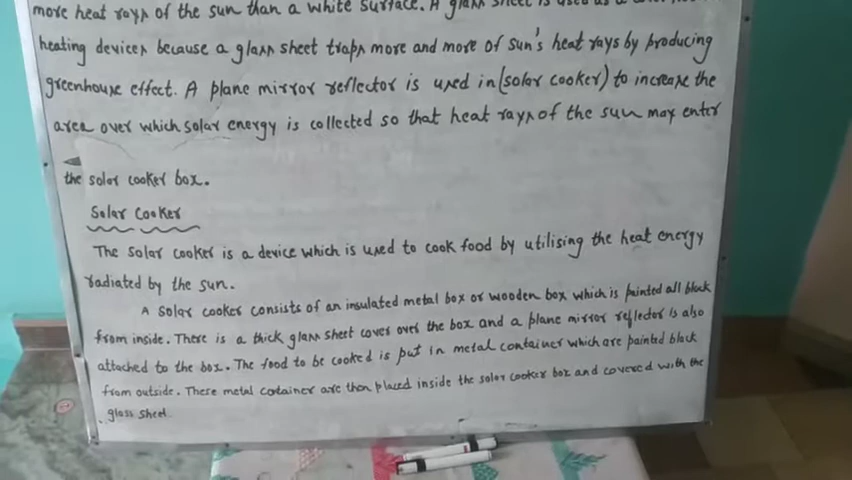 more heat rays of the sun than a white surface. A glass sheet is used as a
heating devices because a glass sheet traps more and more of sun's heat rays by producing
greenhouse effect. A plane mirror reflector is used in (solar cooker) to increase the
area over which solar energy is collected so that heat rays of the sun may enter
the solar cooker box.
Solar Cooker
The solar cooker is a device which is used to cook food by utilising the heat energy
radiated by the sun.
A solar cooker consists of an insulated metal box or wooden box which is painted all black
from inside. There is a thick glass sheet cover over the box and a plane mirror reflector is also
attached to the box. The food to be cooked is put in metal container which are painted black
from outside. These metal container are then placed inside the solar cooker box and covered with the
glass sheet.